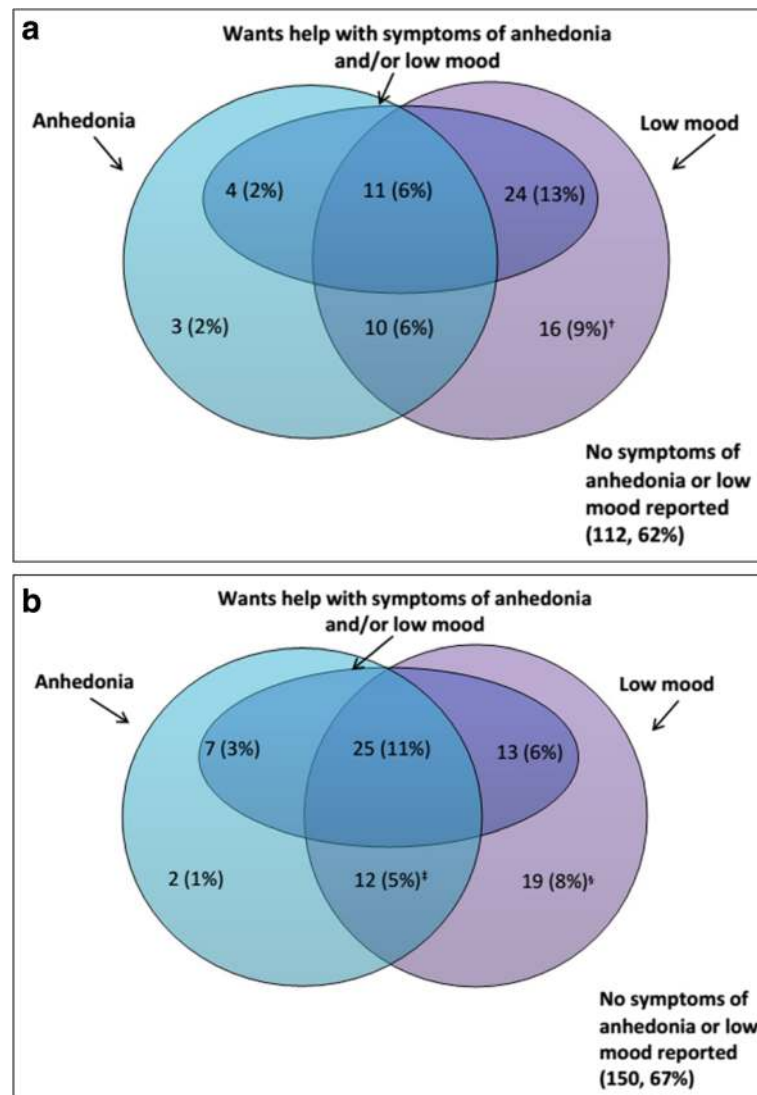 a
Wants help with symptoms of anhedonia
and/or low mood
Anhedonia
Low mood
4 (2%)
11 (6%)
24 (13%)
3 (2%)
10 (6%)
16 (9%)†
No symptoms of
anhedonia or low
mood reported
(112, 62%)
b
Wants help with symptoms of anhedonia
and/or low mood
Anhedonia
Low mood
7 (3%)
25 (11%)
13 (6%)
2 (1%)
12 (5%)‡
19 (8%)§
No symptoms of
anhedonia or low
mood reported
(150, 67%)